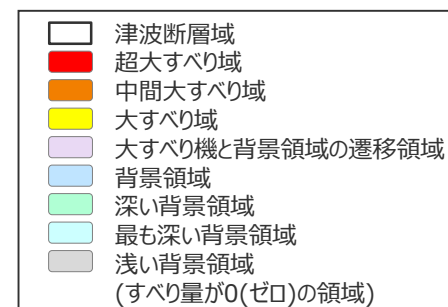 津波断層域
超大すべり域
中間大すべり域
大すべり域
大すべり機と背景領域の遷移領域
背景領域
深い背景領域
最も深い背景領域
浅い背景領域
(すべり量が0(ゼロ)の領域)